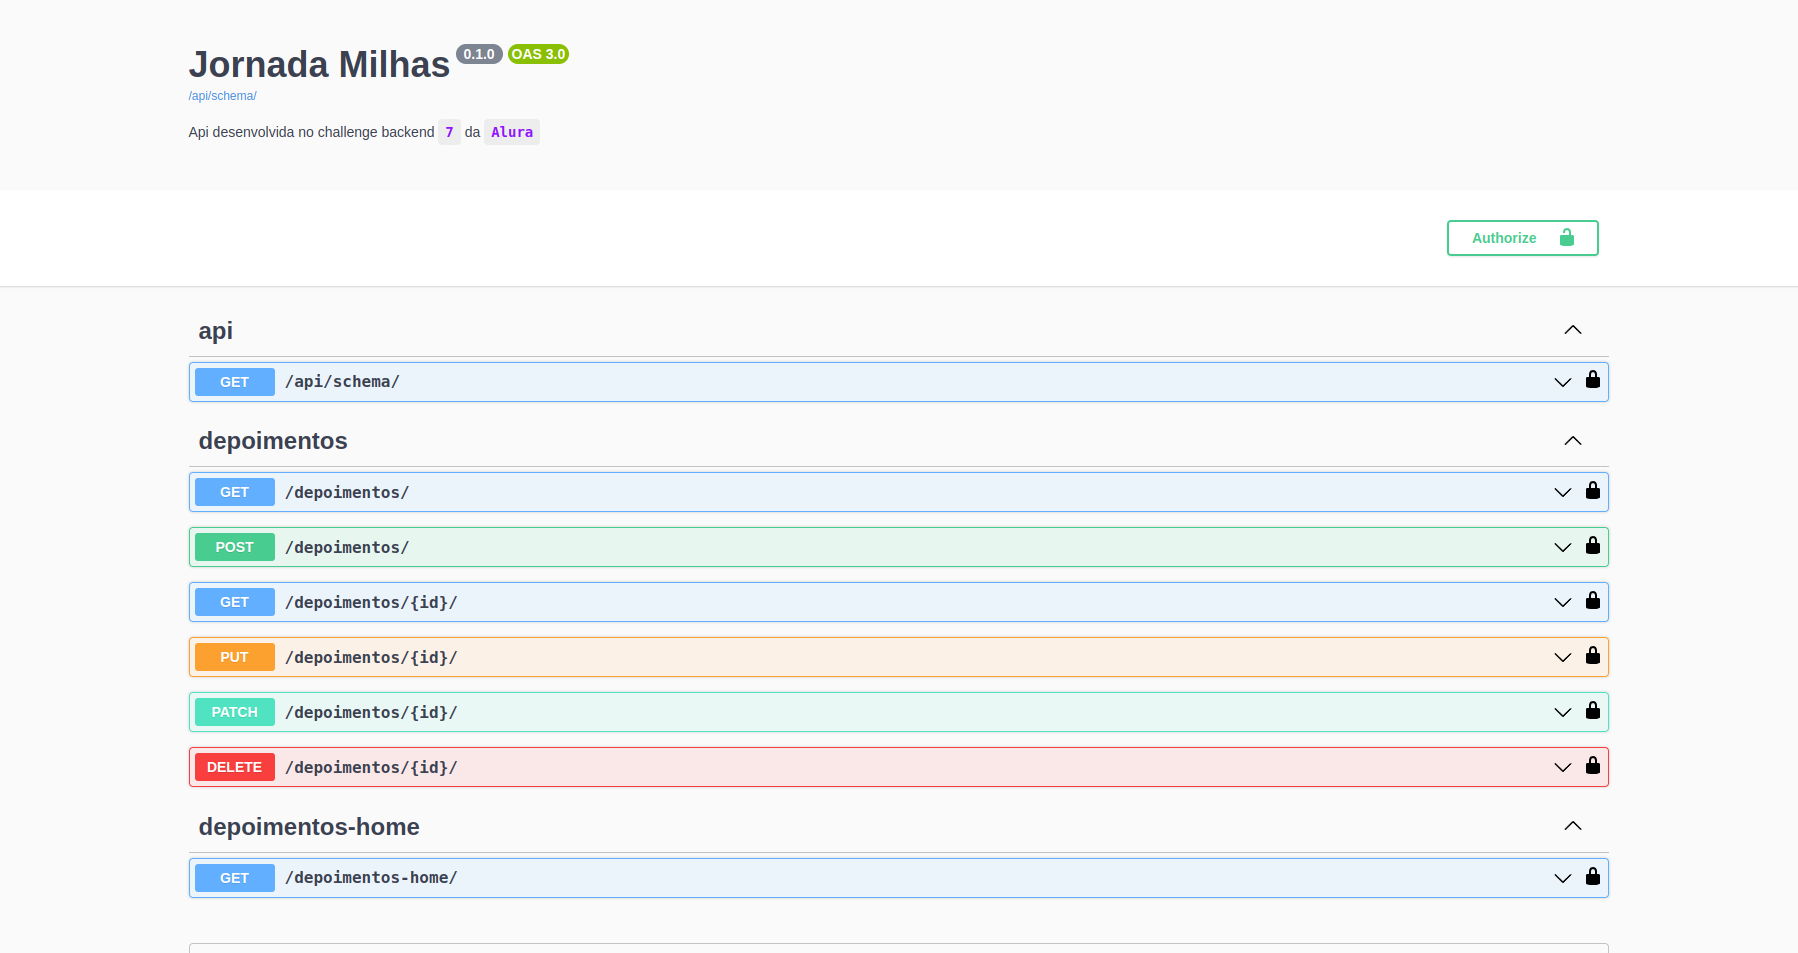 Jornada Milhas 0.1.0 OAS 3.0
/api/schema/
Api desenvolvida no challenge backend 7 da Alura
Authorize
api
GET /api/schema/
depoimentos
GET /depoimentos/
POST /depoimentos/
GET /depoimentos/{id}/
PUT /depoimentos/{id}/
PATCH /depoimentos/{id}/
DELETE /depoimentos/{id}/
depoimentos-home
GET /depoimentos-home/